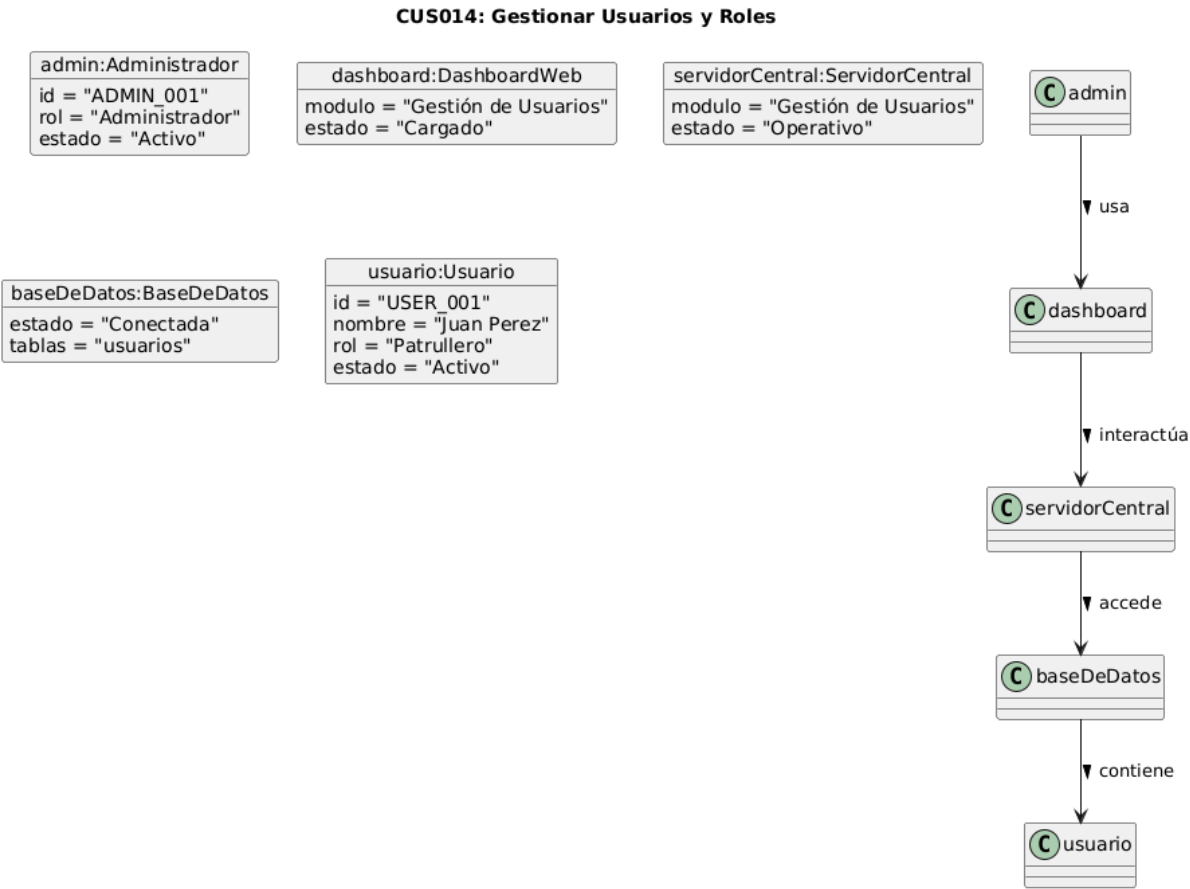 CUS014: Gestionar Usuarios y Roles
admin:Administrador
id = "ADMIN_001"
rol = "Administrador"
estado = "Activo"
dashboard:DashboardWeb
modulo = "Gestión de Usuarios"
estado = "Cargado"
servidorCentral:ServidorCentral
modulo = "Gestión de Usuarios"
estado = "Operativo"
C admin
usa
baseDeDatos:BaseDeDatos
estado = "Conectada"
tablas = "usuarios"
usuario:Usuario
id = "USER_001"
nombre = "Juan Perez"
rol = "Patrullero"
estado = "Activo"
C dashboard
interactúa
C servidorCentral
accede
C baseDeDatos
contiene
C usuario